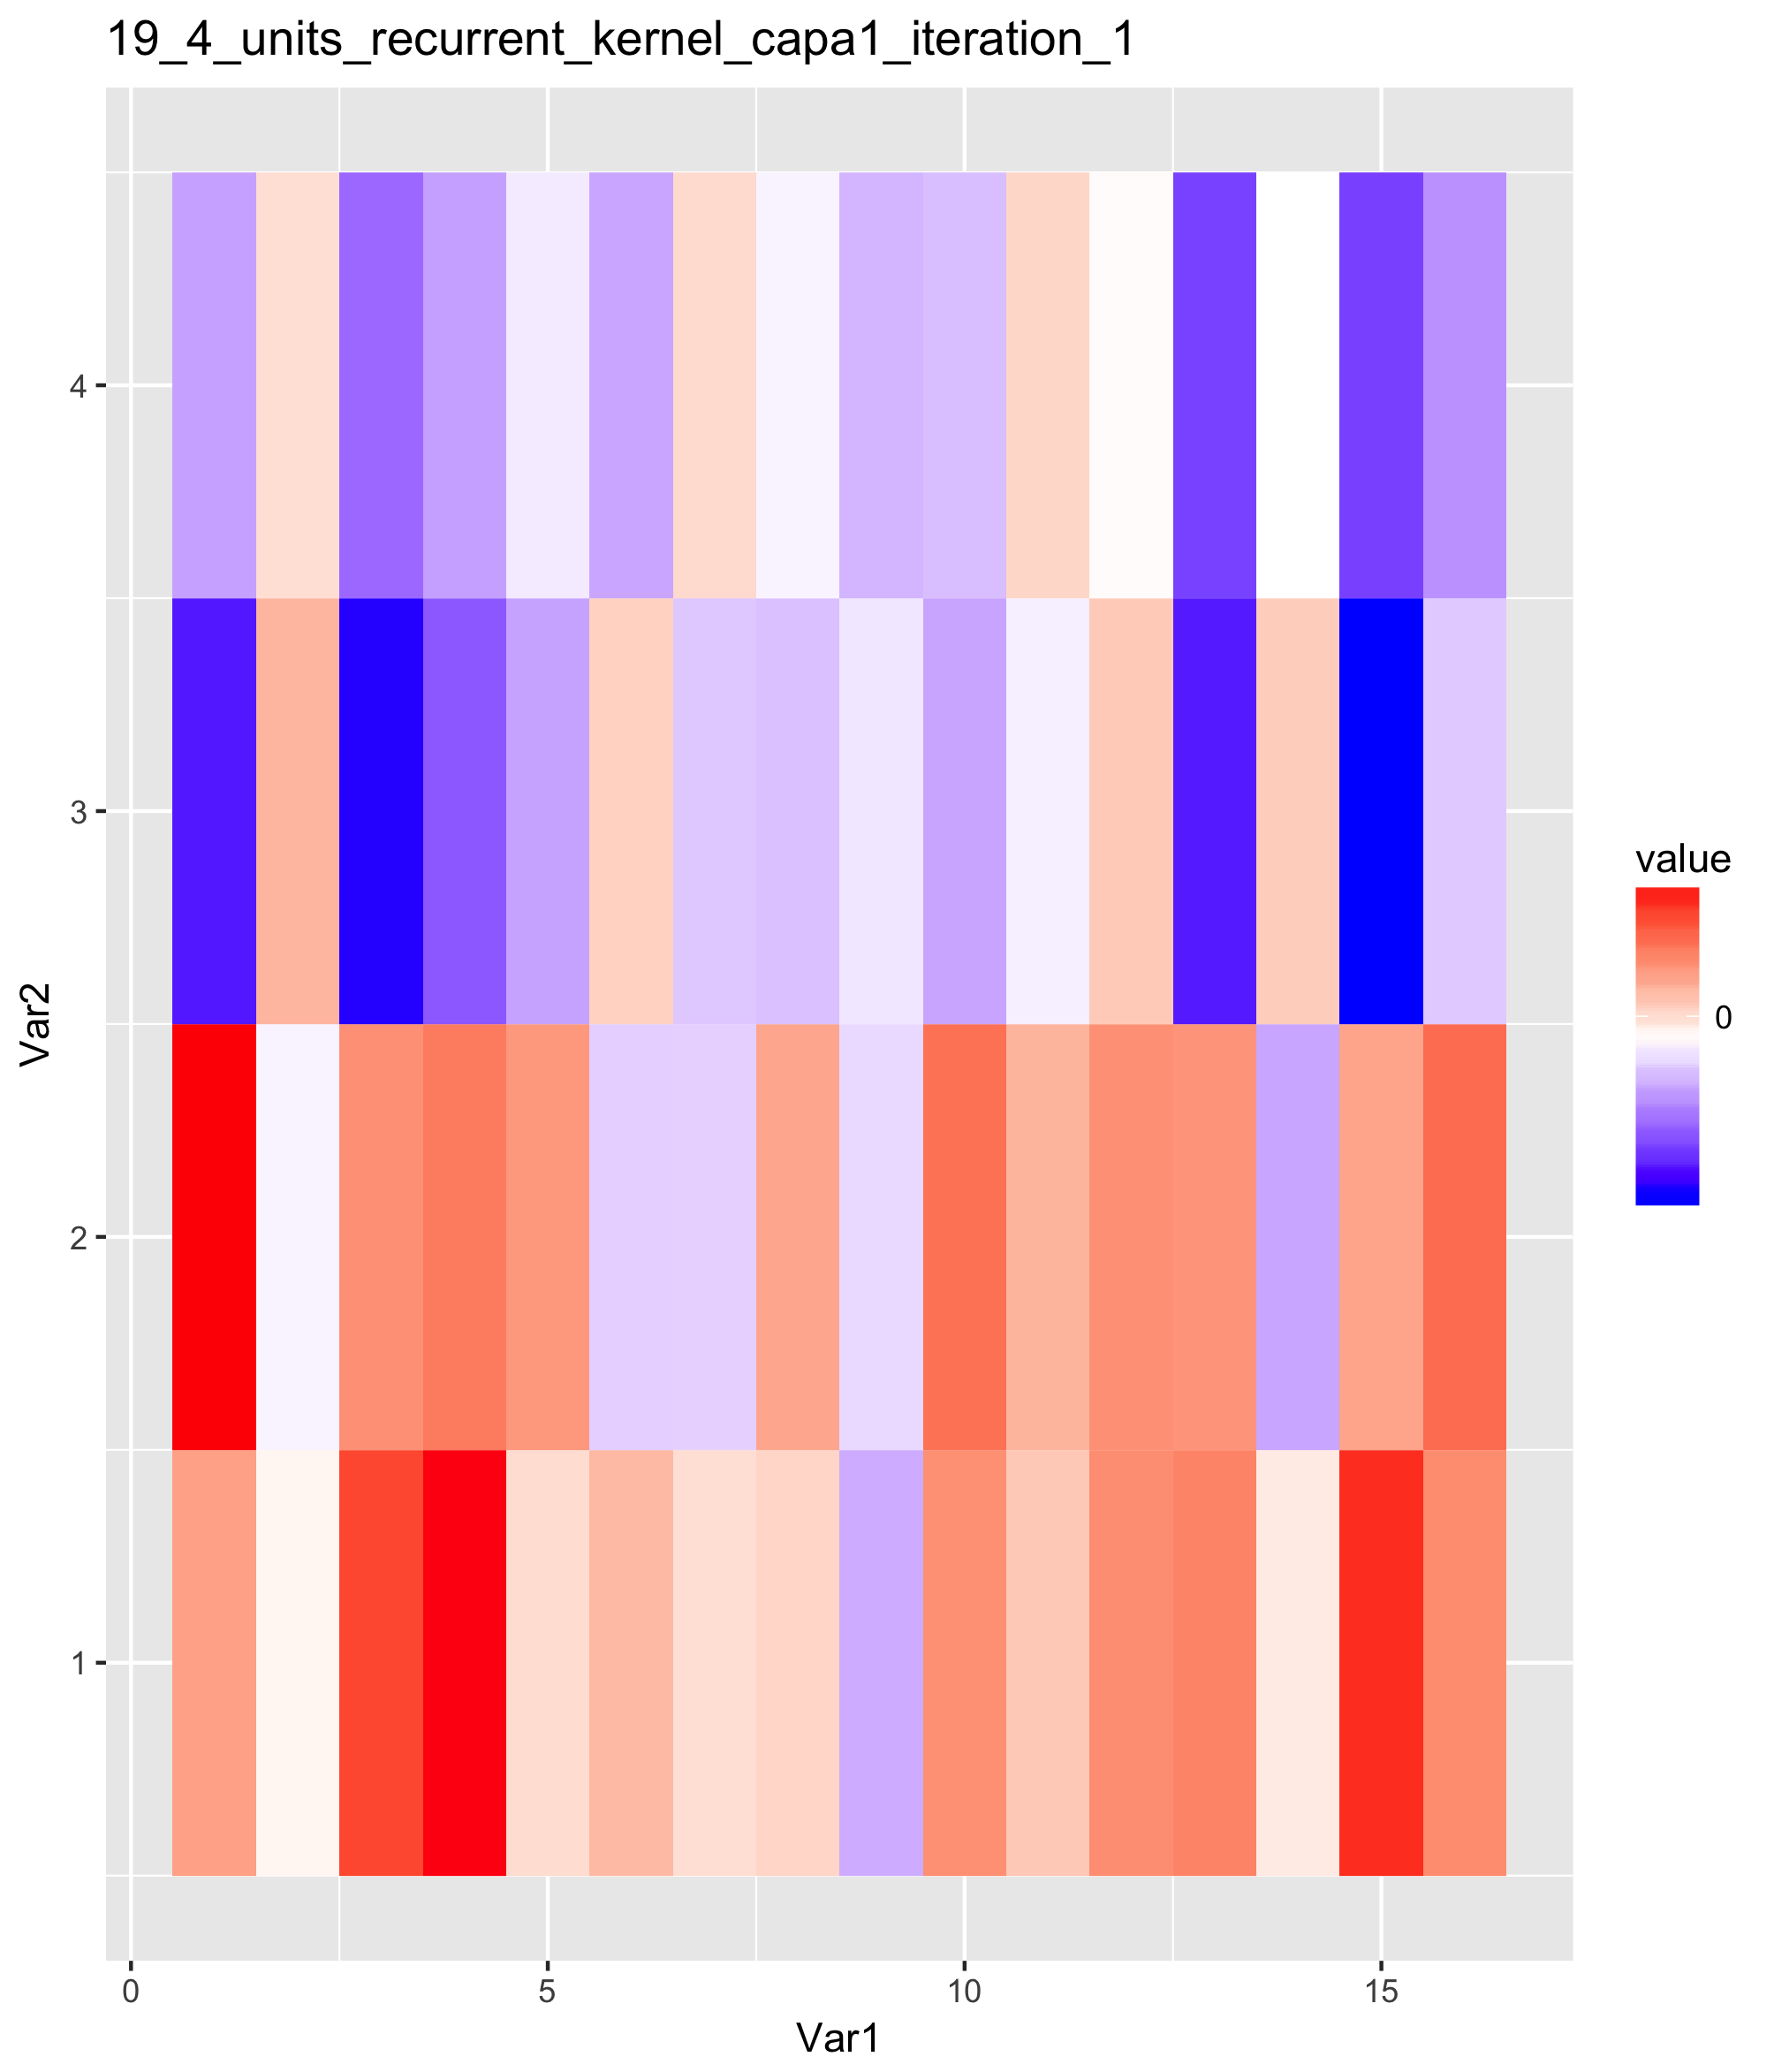 19_4_units_recurrent_kernel_capa1_iteration_1
4
3
2
1
Var2
0
5
10
15
Var1
value
0